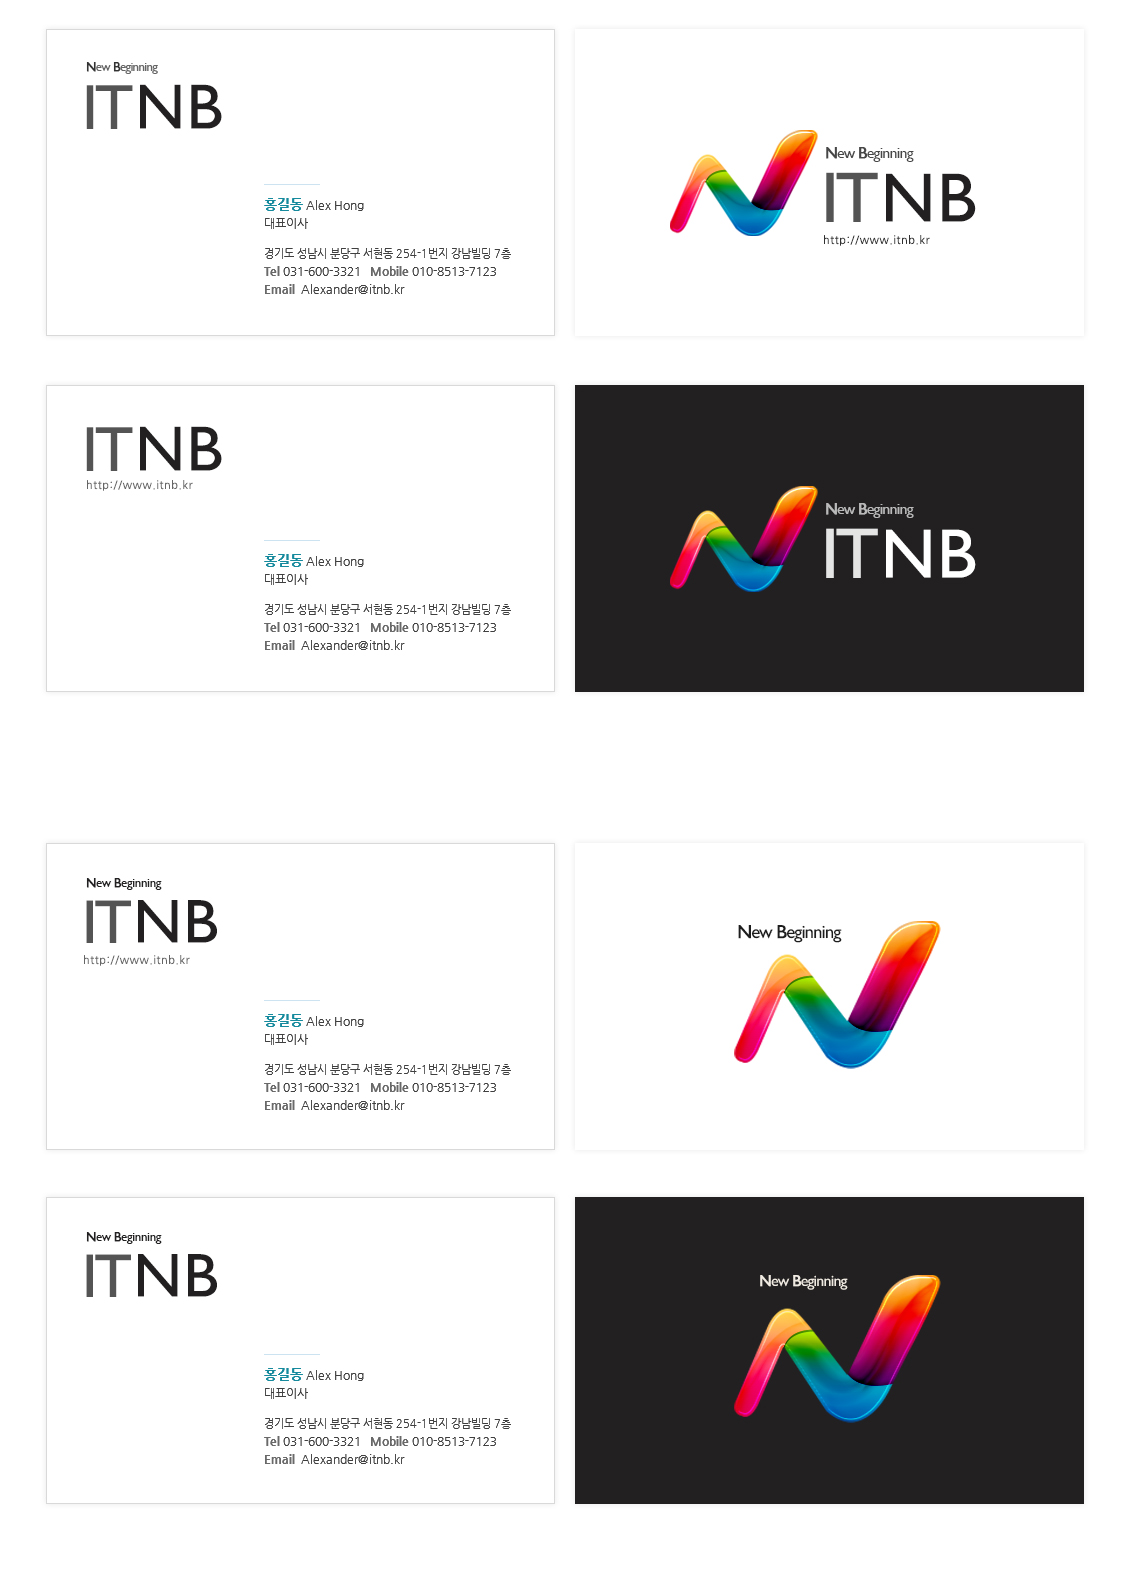 New Beginning
ITNB
홍길동 Alex Hong
대표이사
경기도 성남시 분당구 서현동 254-1번지 강남빌딩 7층
Tel 031-600-3321 Mobile 010-8513-7123
Email Alexander@itnb.kr
New Beginning
ITNB
http://www.itnb.kr
ITNB
http://www.itnb.kr
홍길동 Alex Hong
대표이사
경기도 성남시 분당구 서현동 254-1번지 강남빌딩 7층
Tel 031-600-3321 Mobile 010-8513-7123
Email Alexander@itnb.kr
New Beginning
ITNB
New Beginning
ITNB
http://www.itnb.kr
홍길동 Alex Hong
대표이사
경기도 성남시 분당구 서현동 254-1번지 강남빌딩 7층
Tel 031-600-3321 Mobile 010-8513-7123
Email Alexander@itnb.kr
New Beginning
New Beginning
ITNB
홍길동 Alex Hong
대표이사
경기도 성남시 분당구 서현동 254-1번지 강남빌딩 7층
Tel 031-600-3321 Mobile 010-8513-7123
Email Alexander@itnb.kr
New Beginning